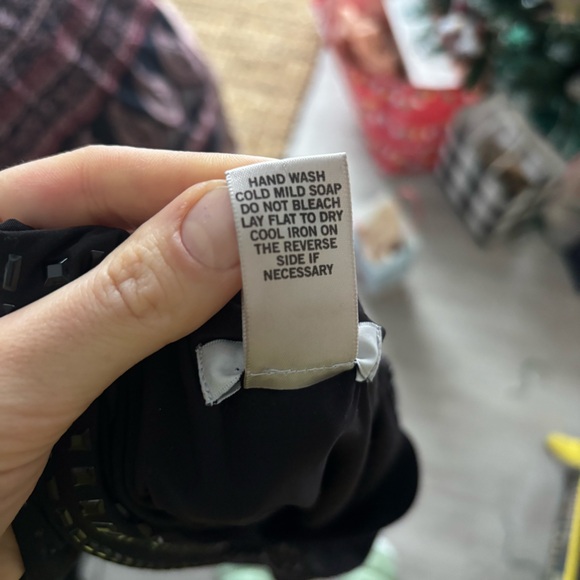 HAND WASH
COLD MILD SOAP
DO NOT BLEACH
LAY FLAT TO DRY
COOL IRON ON
THE REVERSE
SIDE IF
NECESSARY